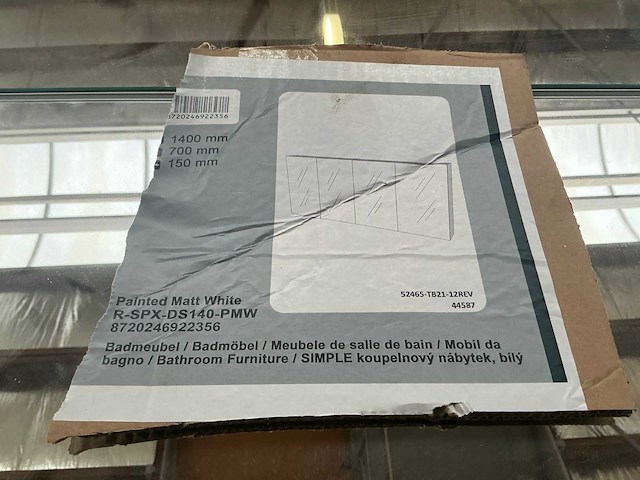 8720246922356
1400 mm
700 mm
150 mm
52465-TB21-12REV
44587
Painted Matt White
R-SPX-DS140-PMW
8720246922356
Badmeubel / Badmöbel / Meubele de salle de bain / Mobil da
bagno / Bathroom Furniture / SIMPLE koupelnový nábytek, bílý